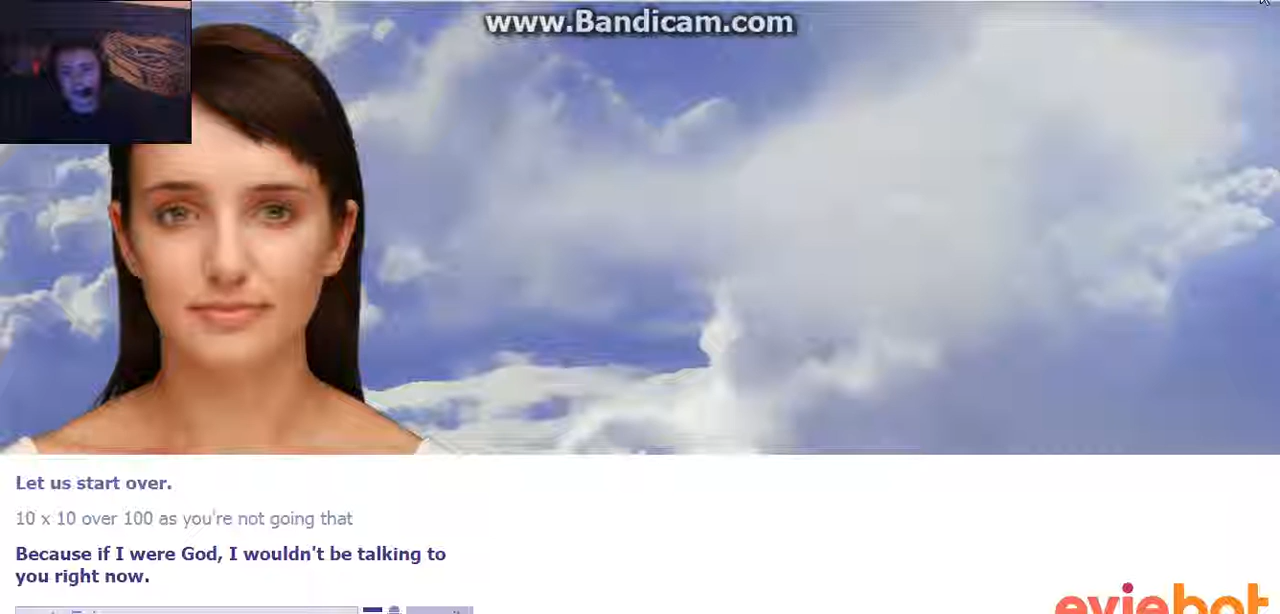 www.Bandicam.com
Let us start over.
10 x 10 over 100 as you're not going that
Because if I were God, I wouldn't be talking to
you right now.
eviebot